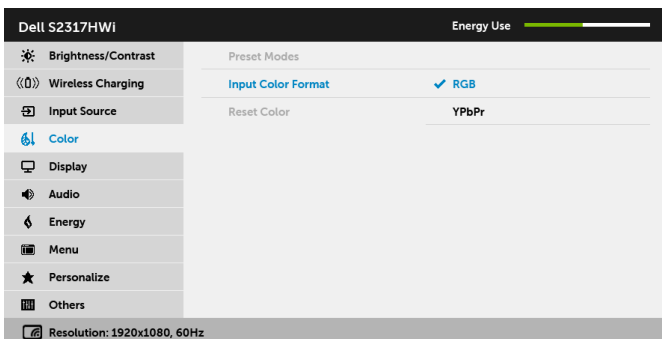 Dell S2317HWi Energy Use
Brightness/Contrast Preset Modes
Wireless Charging Input Color Format RGB
Input Source Reset Color YPbPr
Color
Display
Audio
Energy
Menu
Personalize
Others
Resolution: 1920x1080, 60Hz